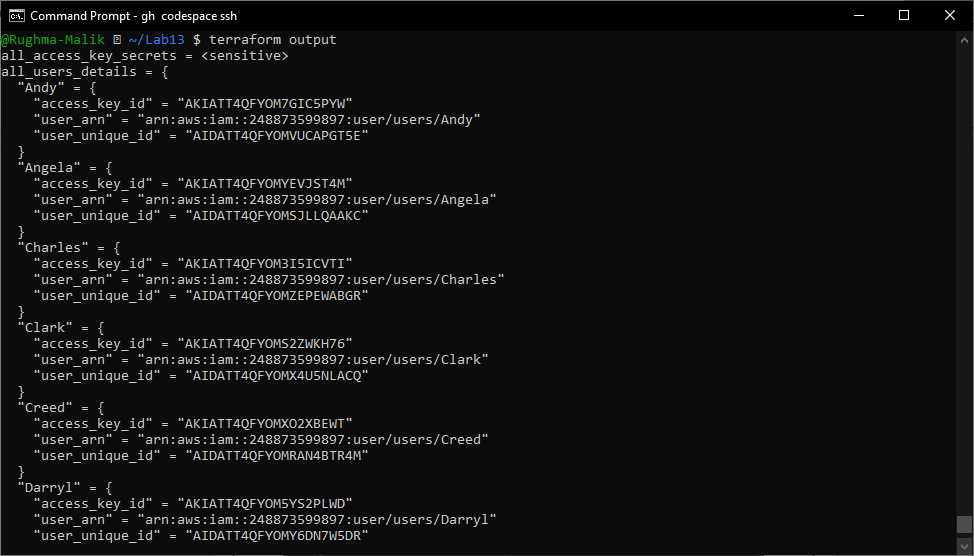 Command Prompt - gh codespace ssh
@Rughma-Malik ~/Lab13 $ terraform output
all_access_key_secrets = <sensitive>
all_users_details = {
  "Andy" = {
    "access_key_id" = "AKIATT4QFYOM7GIC5PYW"
    "user_arn" = "arn:aws:iam::248873599897:user/users/Andy"
    "user_unique_id" = "AIDATT4QFYOMVUCAPGT5E"
  }
  "Angela" = {
    "access_key_id" = "AKIATT4QFYOMYEVJST4M"
    "user_arn" = "arn:aws:iam::248873599897:user/users/Angela"
    "user_unique_id" = "AIDATT4QFYOMSJLLQAAKC"
  }
  "Charles" = {
    "access_key_id" = "AKIATT4QFYOM3I5ICVTI"
    "user_arn" = "arn:aws:iam::248873599897:user/users/Charles"
    "user_unique_id" = "AIDATT4QFYOMZEPEWABGR"
  }
  "Clark" = {
    "access_key_id" = "AKIATT4QFYOMS2ZWKH76"
    "user_arn" = "arn:aws:iam::248873599897:user/users/Clark"
    "user_unique_id" = "AIDATT4QFYOMX4U5NLACQ"
  }
  "Creed" = {
    "access_key_id" = "AKIATT4QFYOMXO2XBEWT"
    "user_arn" = "arn:aws:iam::248873599897:user/users/Creed"
    "user_unique_id" = "AIDATT4QFYOMRAN4BTR4M"
  }
  "Darryl" = {
    "access_key_id" = "AKIATT4QFYOM5YS2PLWD"
    "user_arn" = "arn:aws:iam::248873599897:user/users/Darryl"
    "user_unique_id" = "AIDATT4QFYOMY6DN7W5DR"